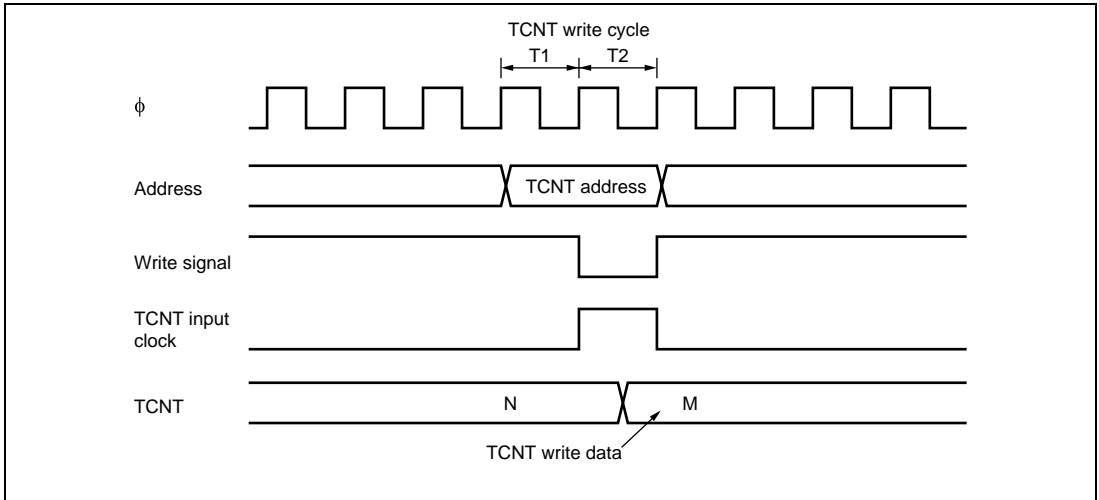 TCNT write cycle
T1 T2
ϕ
Address
TCNT address
Write signal
TCNT input
clock
TCNT
N M
TCNT write data